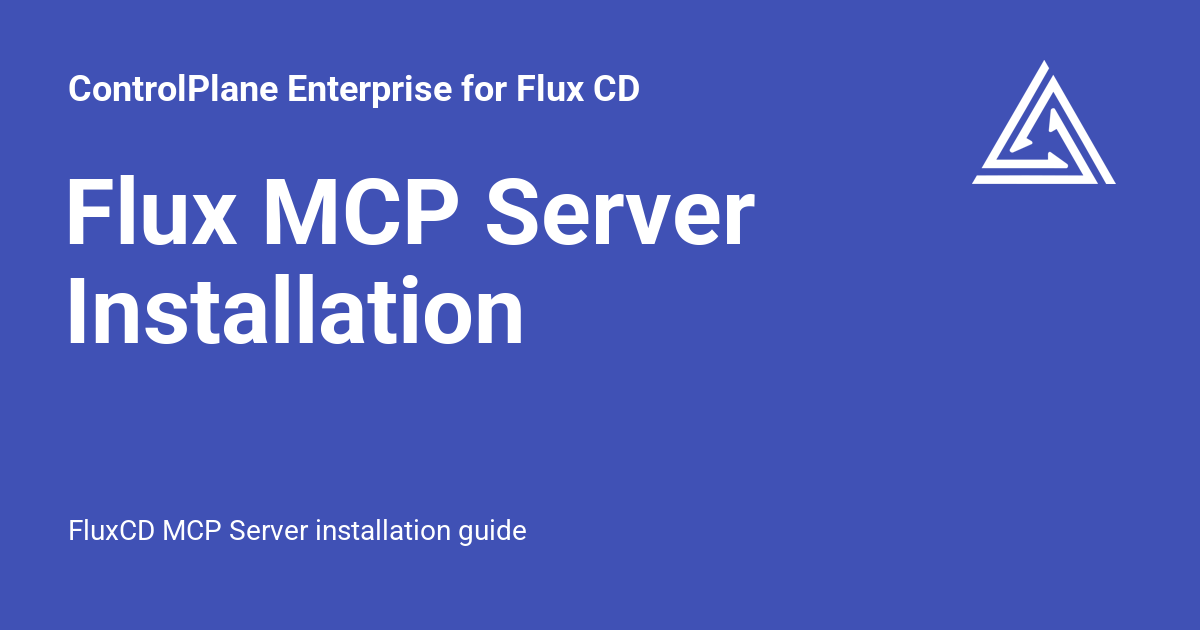 ControlPlane Enterprise for Flux CD
Flux MCP Server
Installation
FluxCD MCP Server installation guide